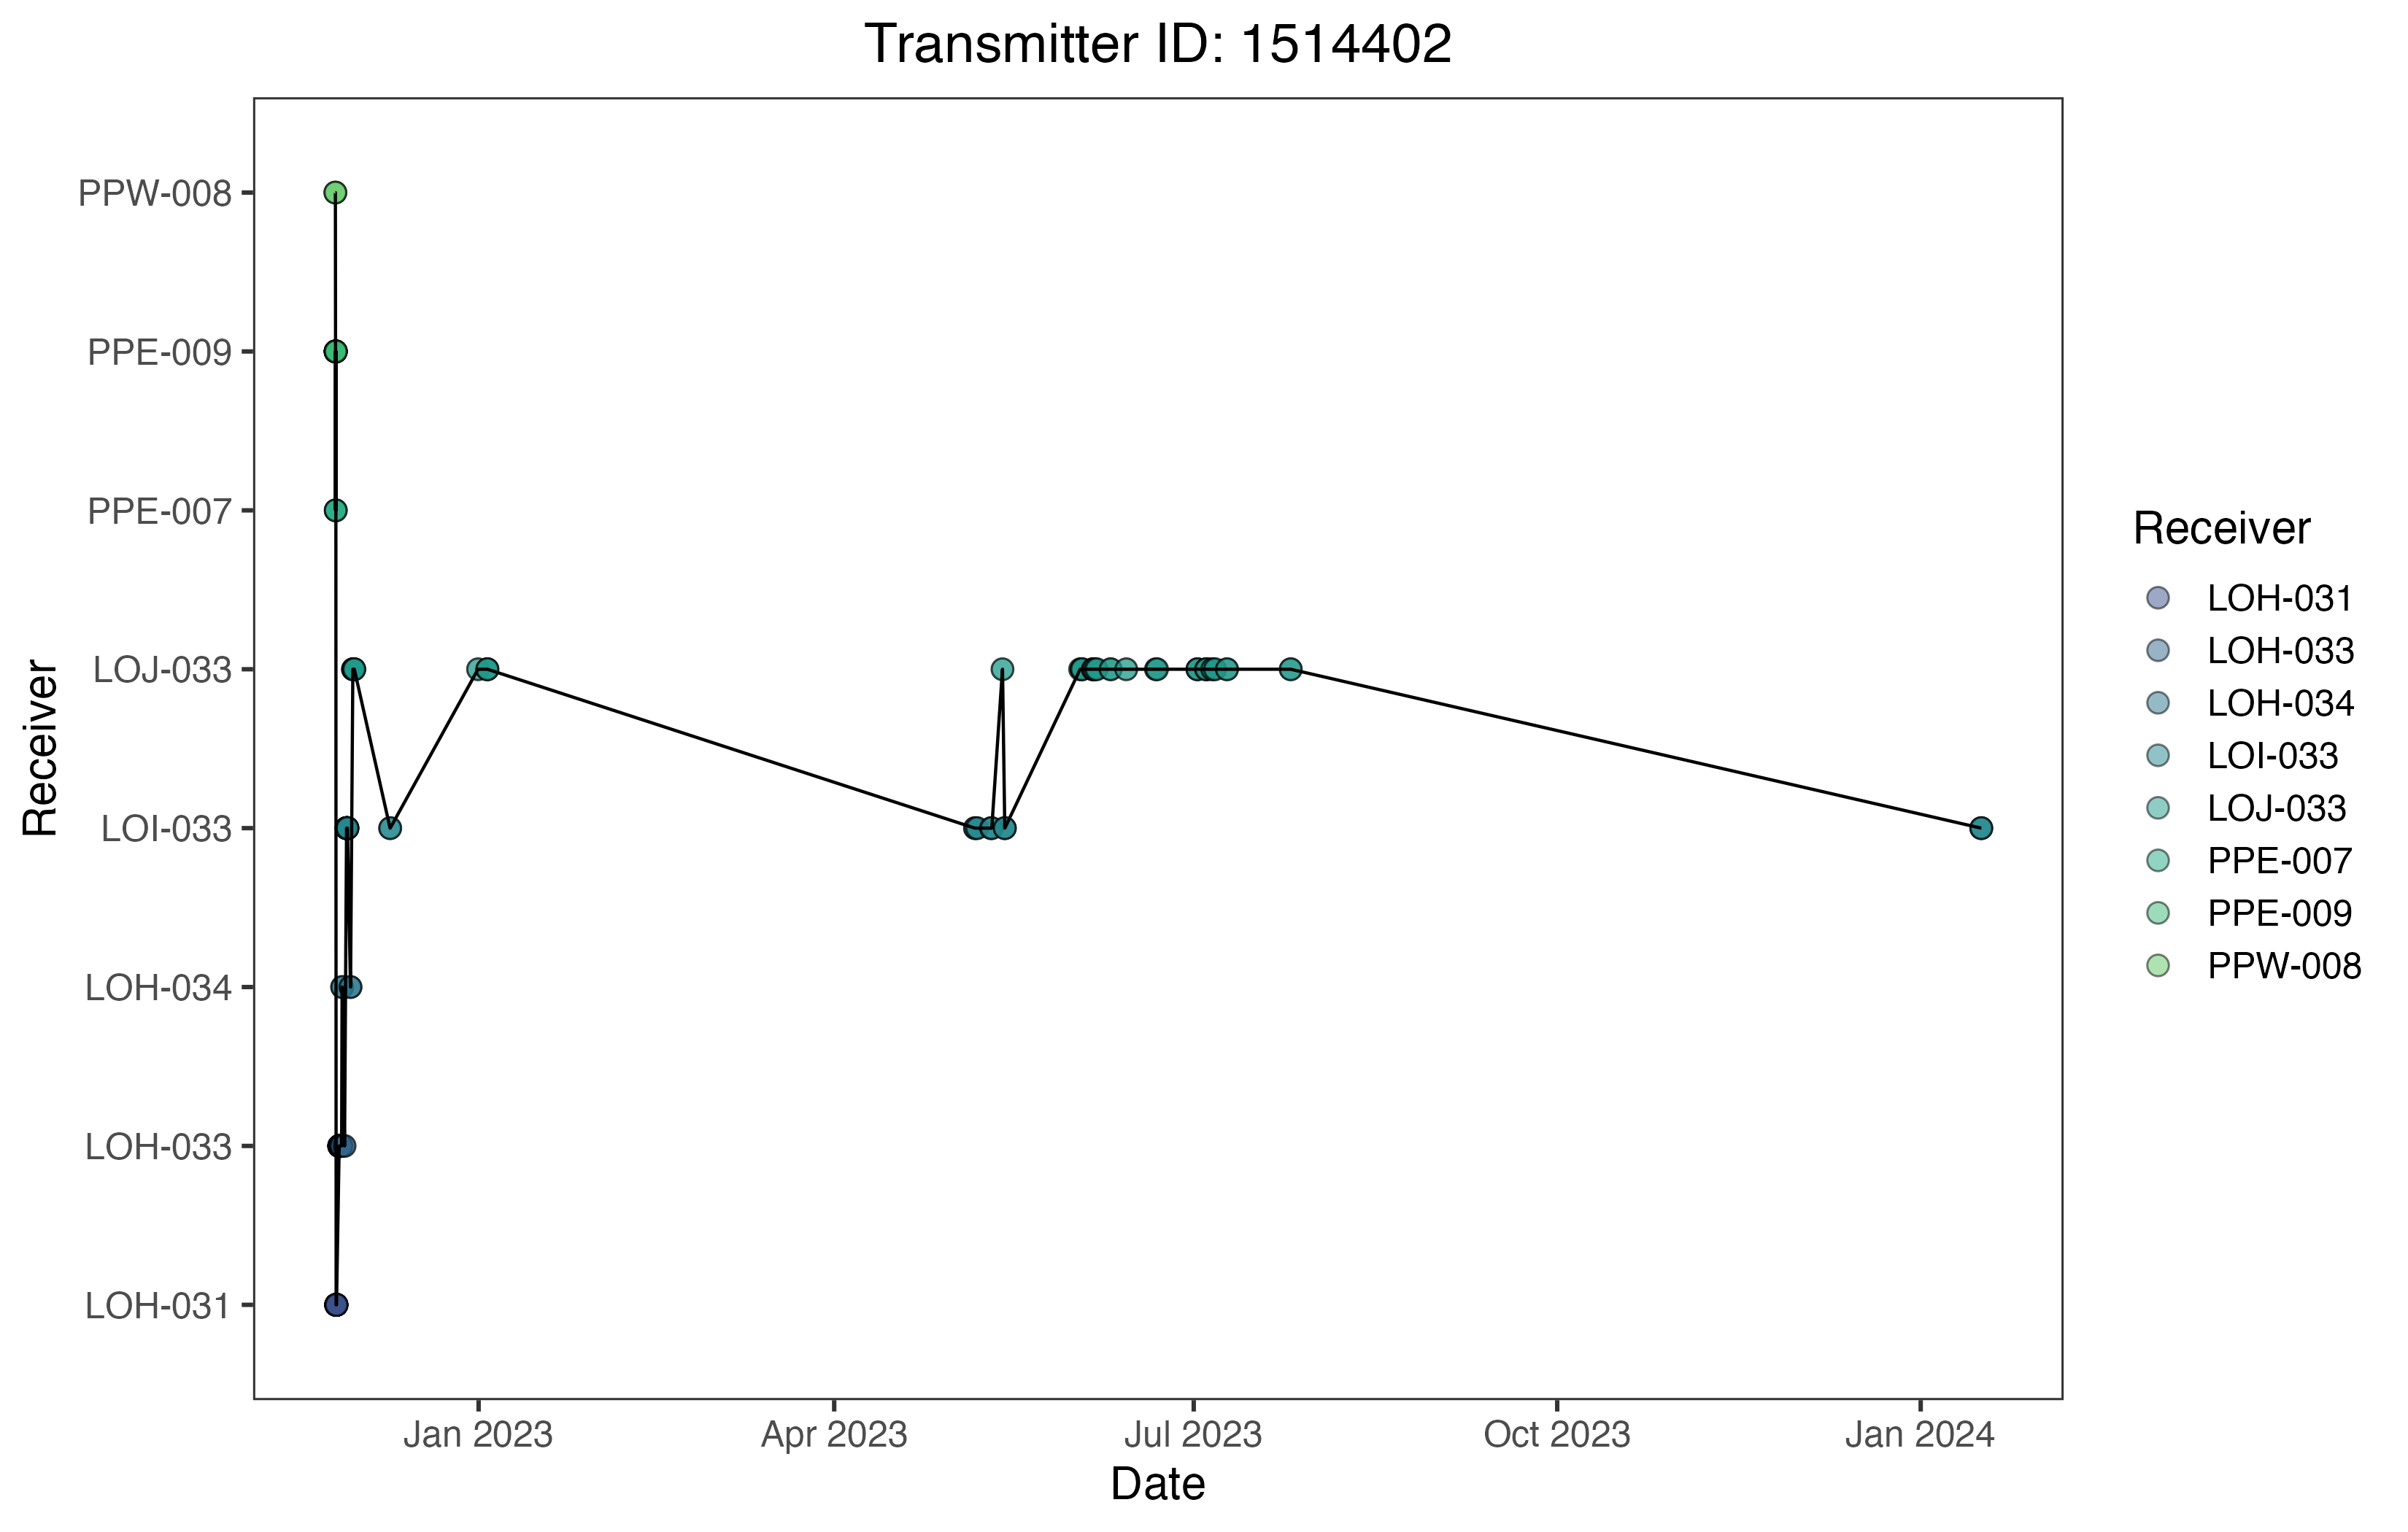 Transmitter ID: 1514402
Receiver
PPW-008
PPE-009
PPE-007
LOJ-033
LOI-033
LOH-034
LOH-033
LOH-031
Jan 2023
Apr 2023
Jul 2023
Oct 2023
Jan 2024
Date
Receiver
LOH-031
LOH-033
LOH-034
LOI-033
LOJ-033
PPE-007
PPE-009
PPW-008